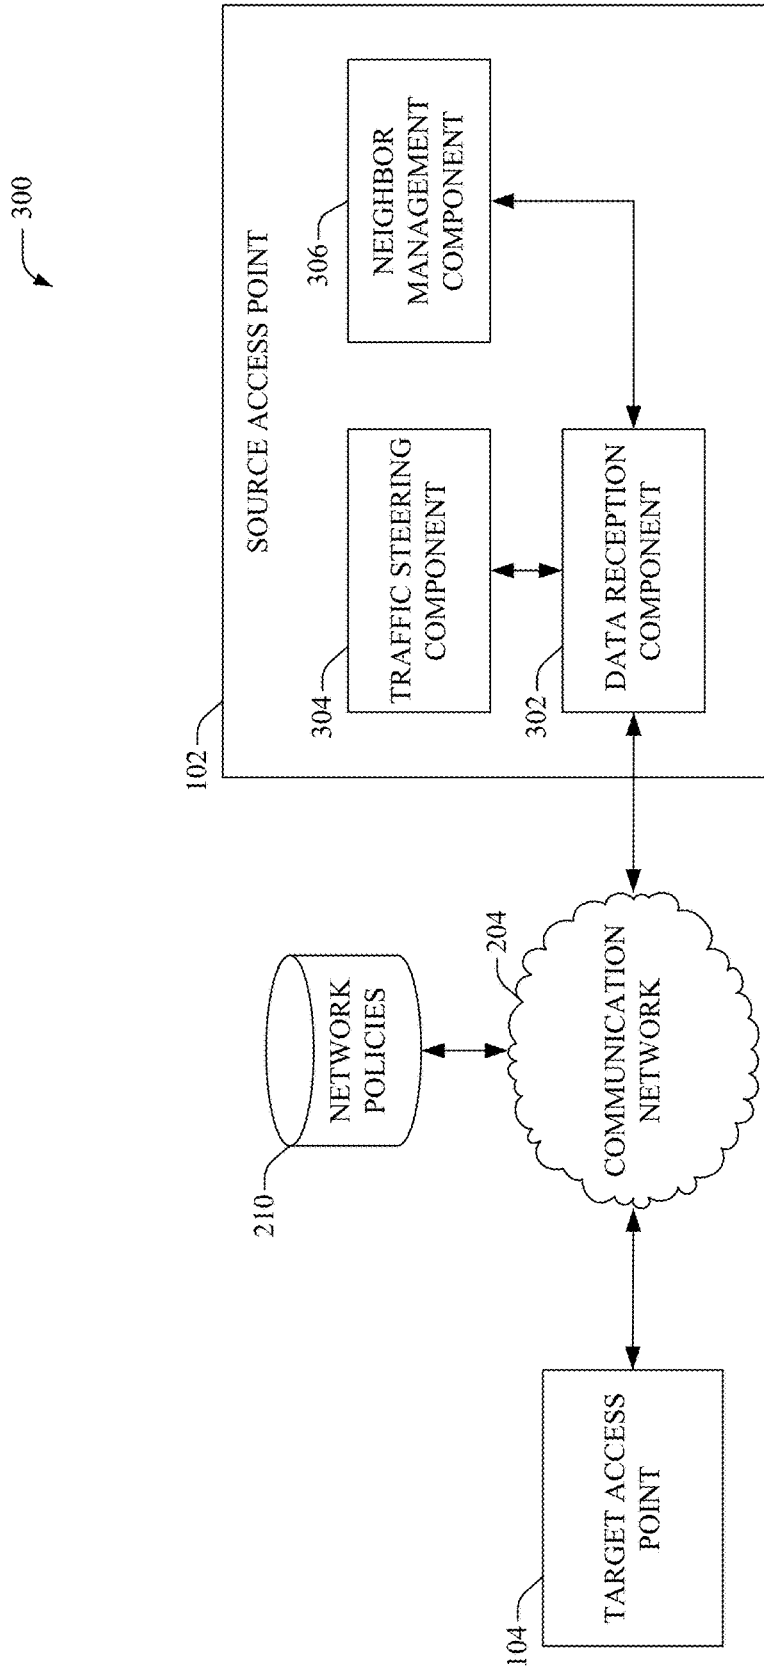 300
SOURCE ACCESS POINT
102
304
TRAFFIC STEERING
COMPONENT
306
NEIGHBOR
MANAGEMENT
COMPONENT
302
DATA RECEPTION
COMPONENT
210
NETWORK
POLICIES
204
COMMUNICATION
NETWORK
104
TARGET ACCESS
POINT